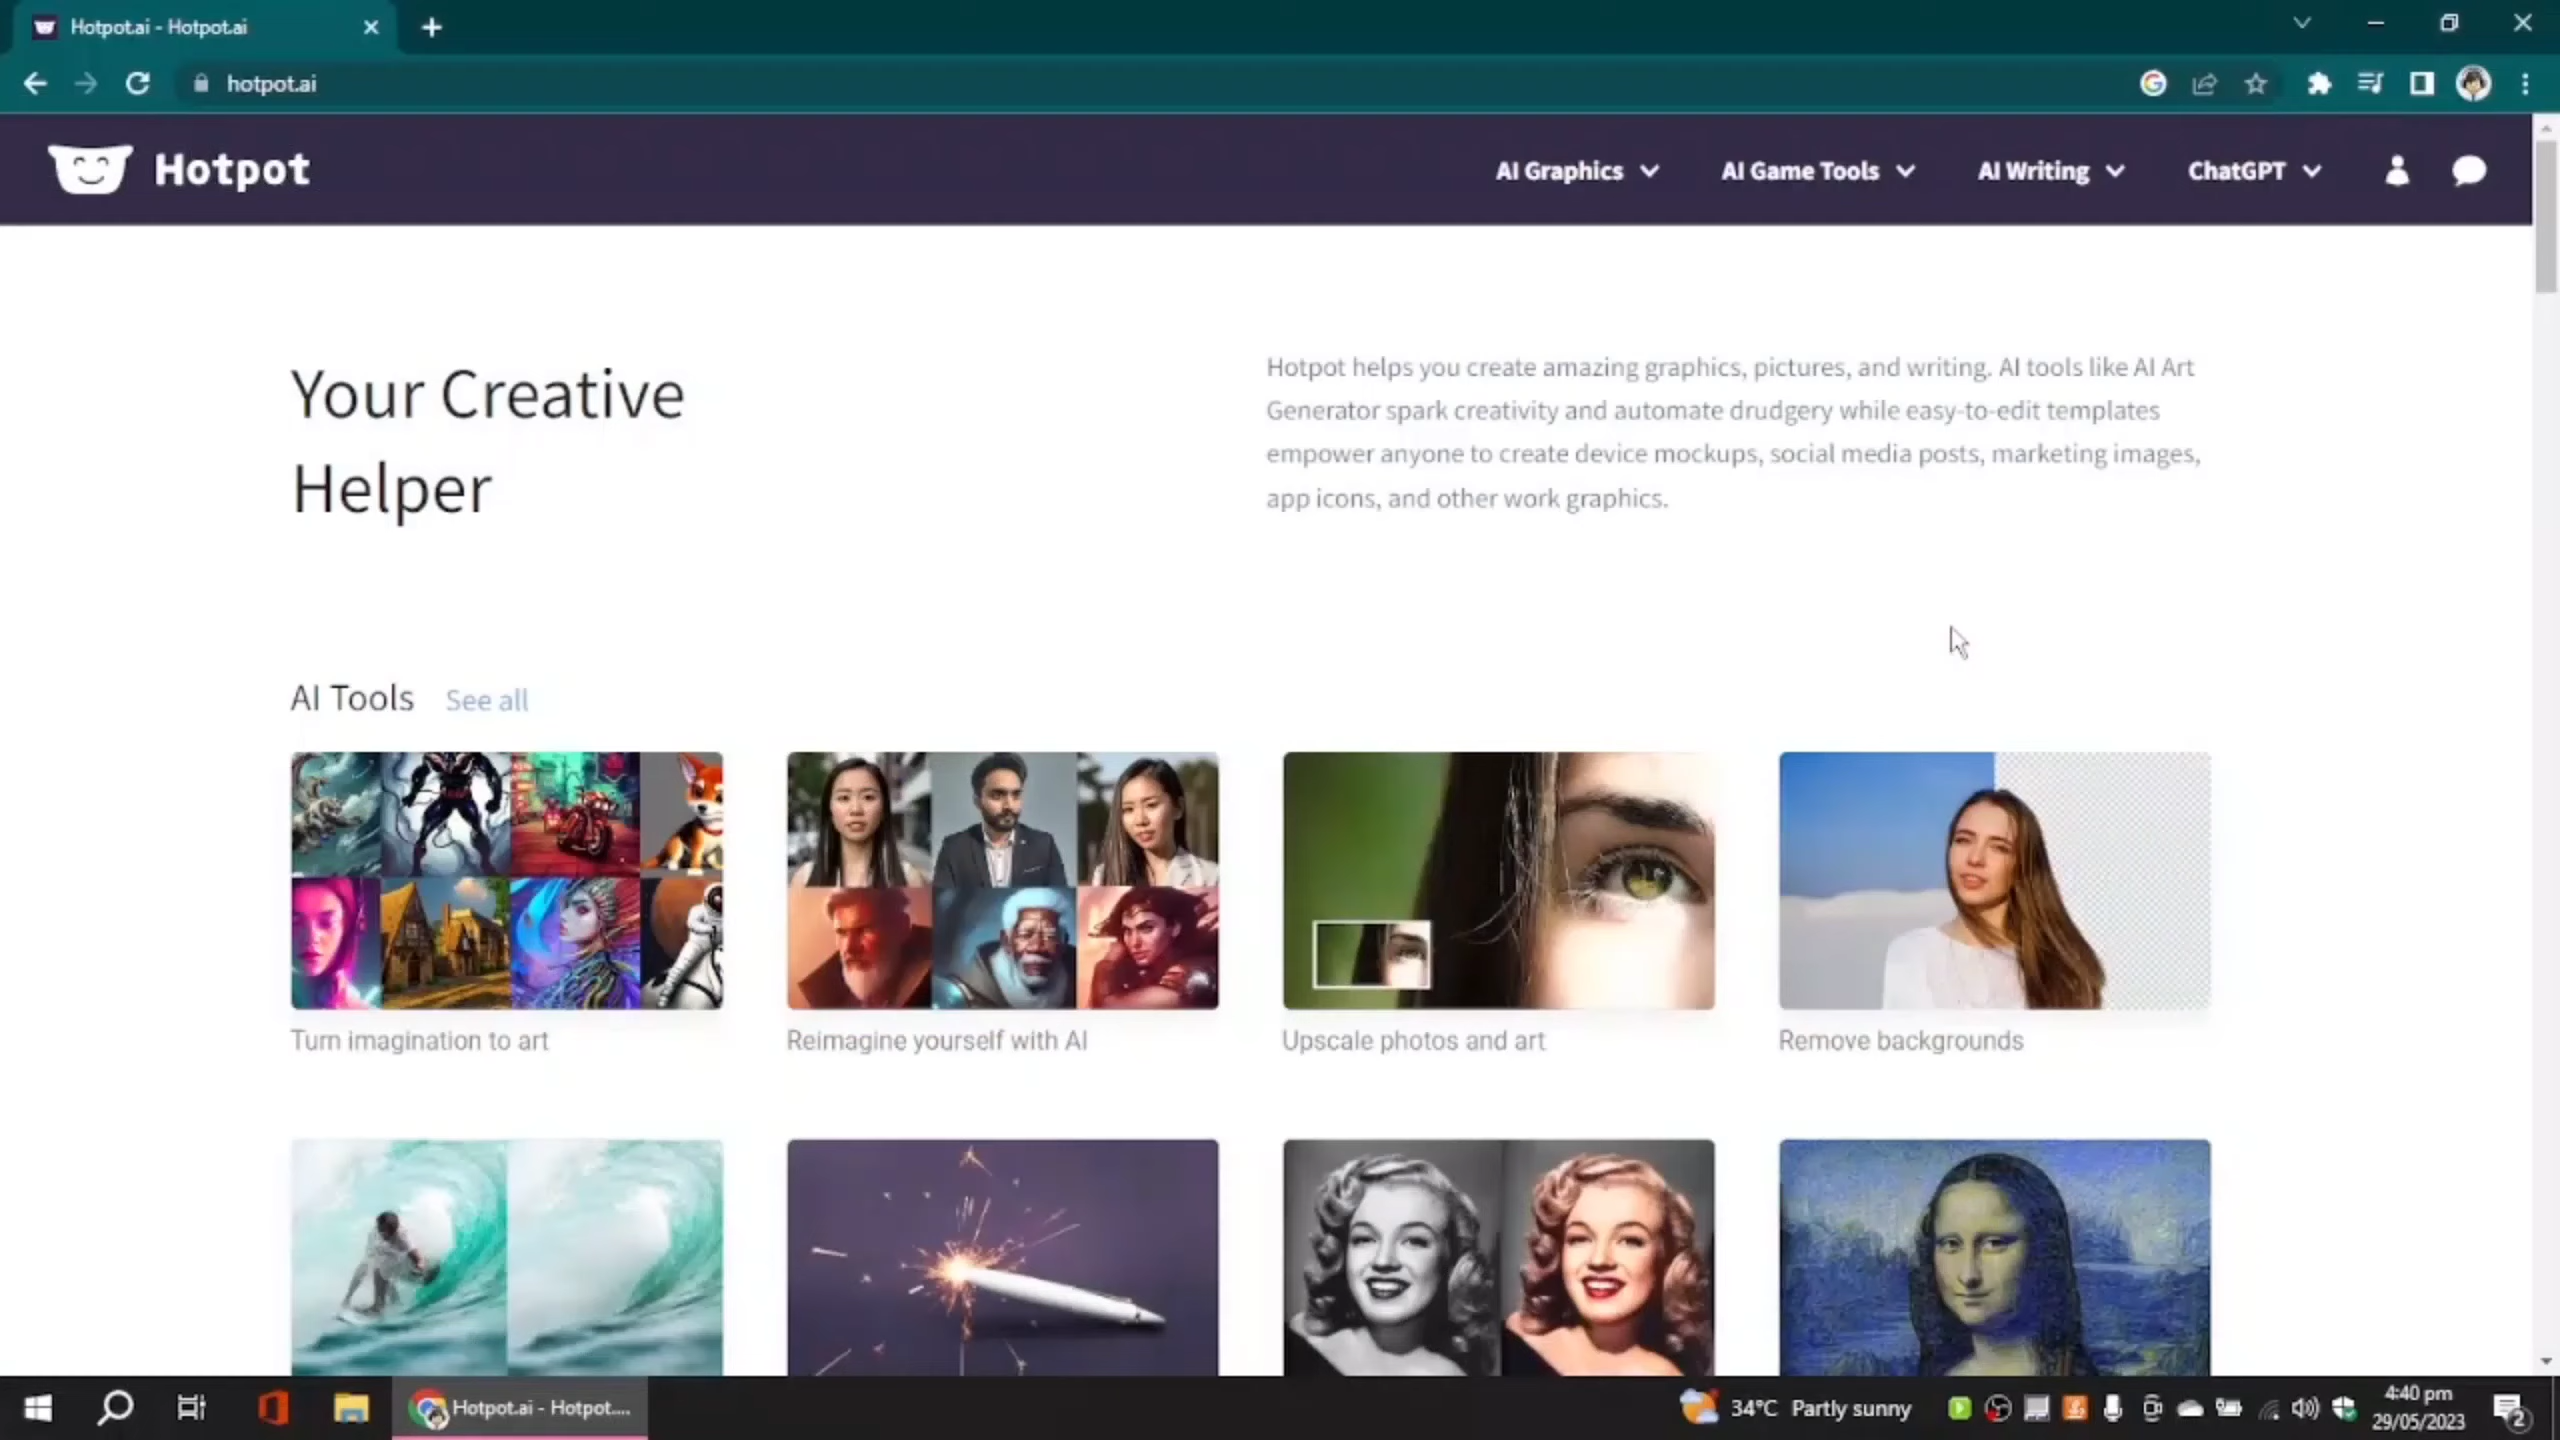 Hotpot.ai - Hotpot.ai
hotpot.ai
Hotpot
AI Graphics
AI Game Tools
AI Writing
ChatGPT
Your Creative
Helper
Hotpot helps you create amazing graphics, pictures, and writing. AI tools like AI Art
Generator spark creativity and automate drudgery while easy-to-edit templates
empower anyone to create device mockups, social media posts, marketing images,
app icons, and other work graphics.
AI Tools See all
Turn imagination to art
Reimagine yourself with AI
Upscale photos and art
Remove backgrounds
Hotpot.ai - Hotpot....
34°C Partly sunny
4:40 pm
29/05/2023
2